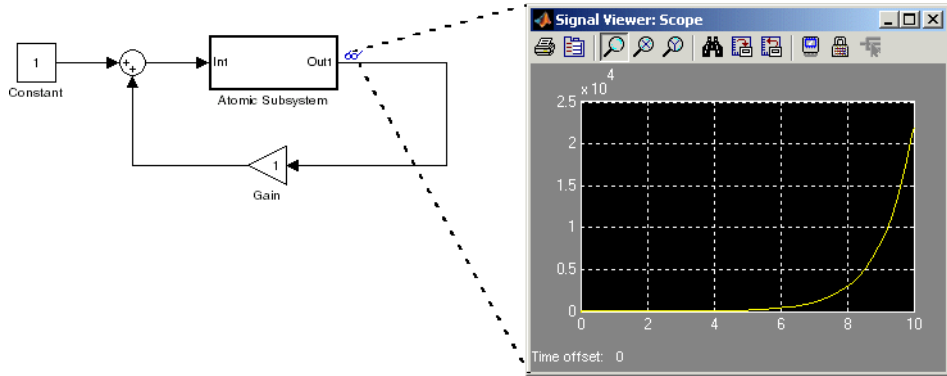 1
Constant
+
+
In1
Out1
Atomic Subsystem
1
Gain
Signal Viewer: Scope
x 10
4
2.5
2
1.5
1
0.5
0
0
2
4
6
8
10
Time offset: 0